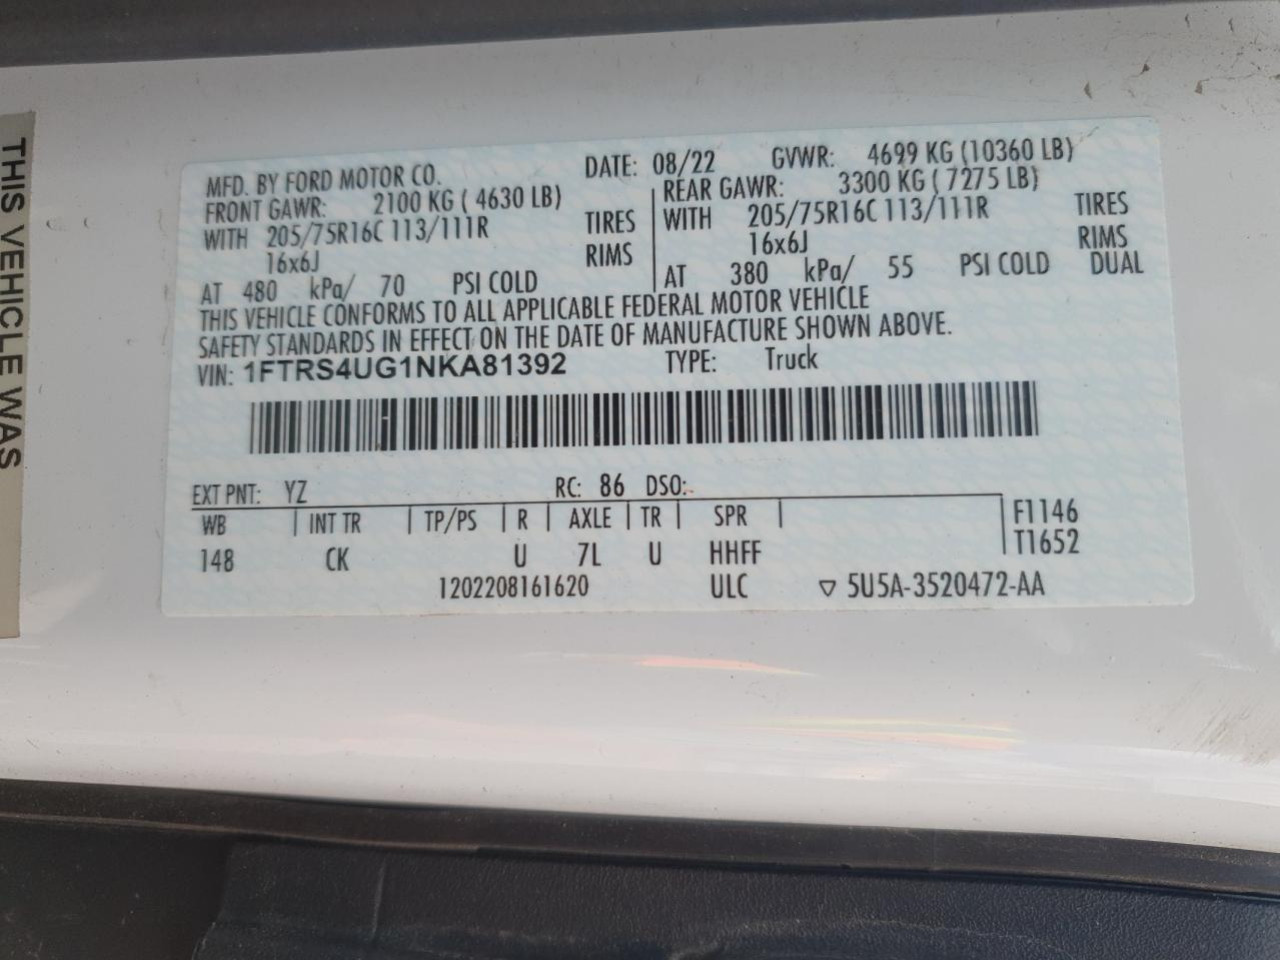 THIS VEHICLE WAS
MFD. BY FORD MOTOR CO. DATE: 08/22 GVWR: 4699 KG (10360 LB)
FRONT GAWR: 2100 KG ( 4630 LB) REAR GAWR: 3300 KG ( 7275 LB)
WITH 205/75R16C 113/111R TIRES WITH 205/75R16C 113/111R TIRES
16x6J RIMS 16x6J RIMS
AT 480 kPa/ 70 PSI COLD AT 380 kPa/ 55 PSI COLD DUAL
THIS VEHICLE CONFORMS TO ALL APPLICABLE FEDERAL MOTOR VEHICLE
SAFETY STANDARDS IN EFFECT ON THE DATE OF MANUFACTURE SHOWN ABOVE.
VIN: 1FTRS4UG1NKA81392 TYPE: Truck
EXT PNT: YZ RC: 86 DSO:
WB INT TR TP/PS R AXLE TR SPR F1146
148 CK U 7L U HHFF T1652
1202208161620 ULC ▽ 5U5A-3520472-AA